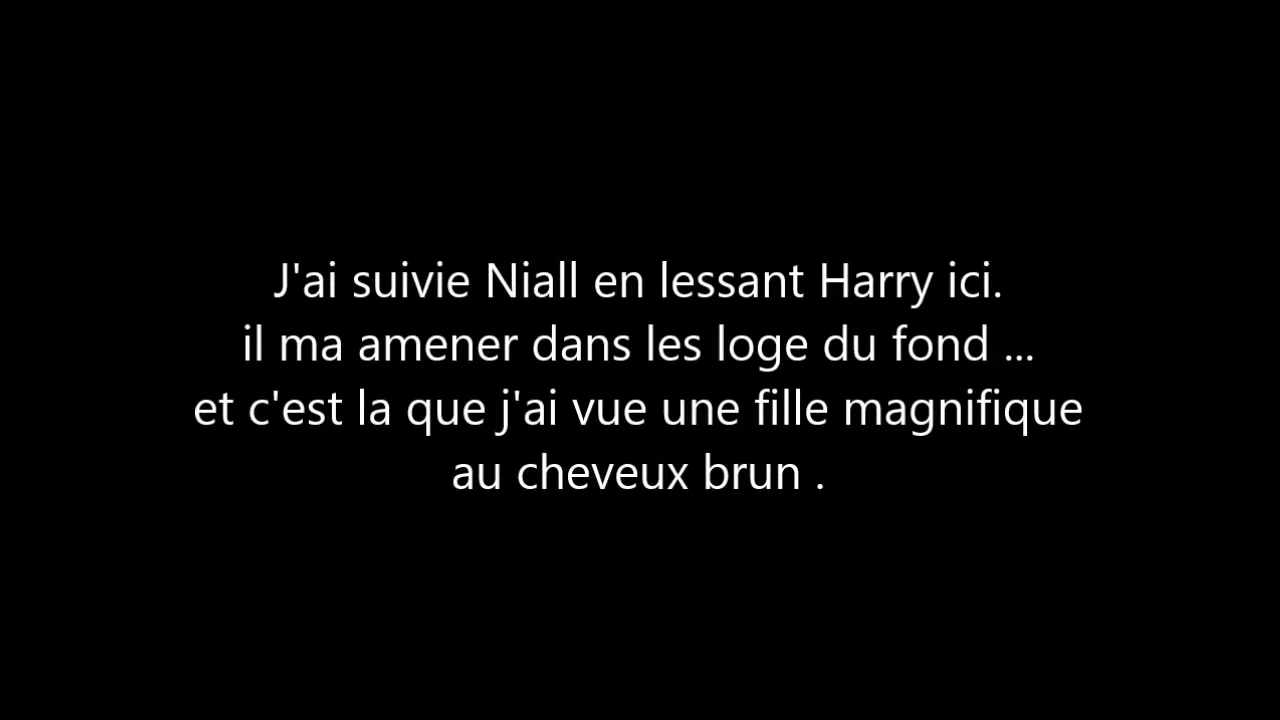 J'ai suivie Niall en lessant Harry ici.
il ma amener dans les loge du fond ...
et c'est la que j'ai vue une fille magnifique
au cheveux brun .